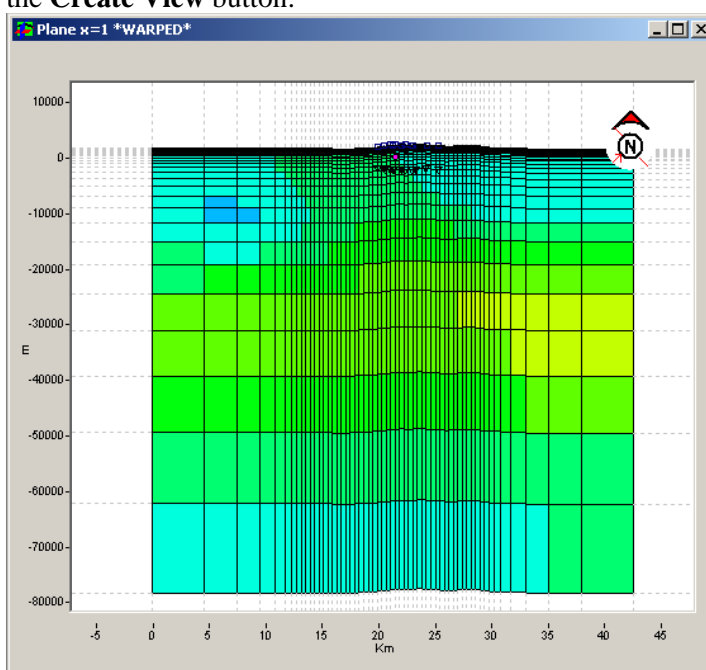 the Create View button.
Plane x=1 *WARPED*
10000
0
-10000
-20000
-30000
E
-40000
-50000
-60000
-70000
-80000
N
-5 0 5 10 15 20 25 30 35 40 45
Km